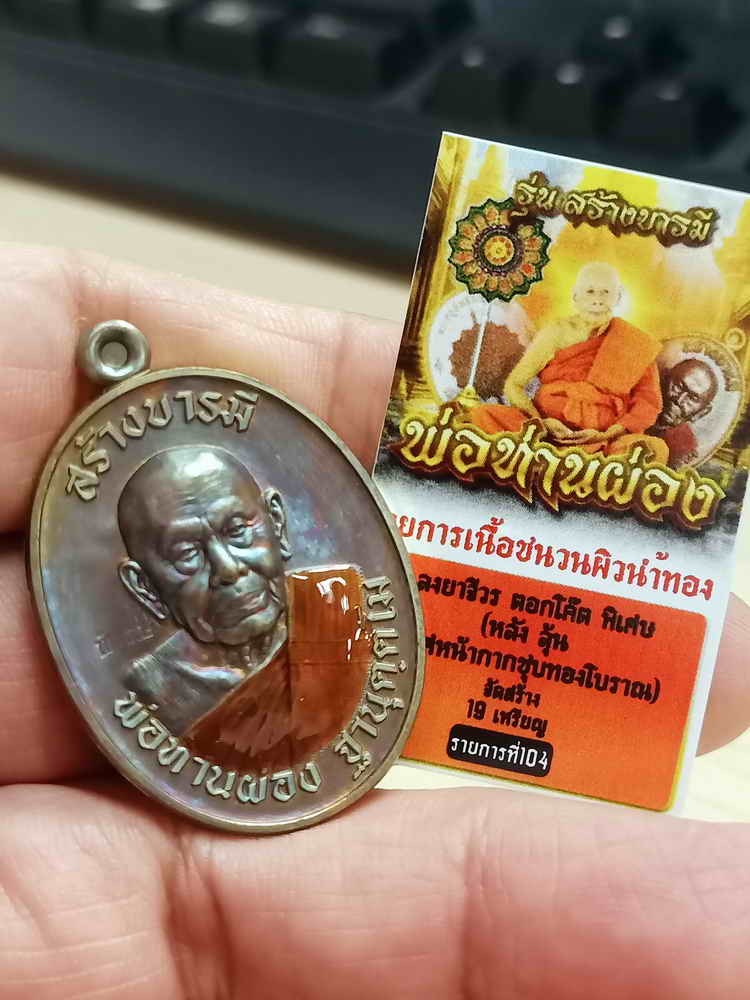 สร้างบารมี
พ่อท่านผ่อง ฐานุตฺตโม
รุ่น สร้างบารมี
พ่อท่านผ่อง
ายการเนื้อชนวนผิวน้ำทอง
ลงยาจีวร ตอกโค๊ต พิเศษ
(หลัง ลุ้น
หน้ากากชุบทองโบราณ)
จัดสร้าง
19 เหรียญ
รายการที่104